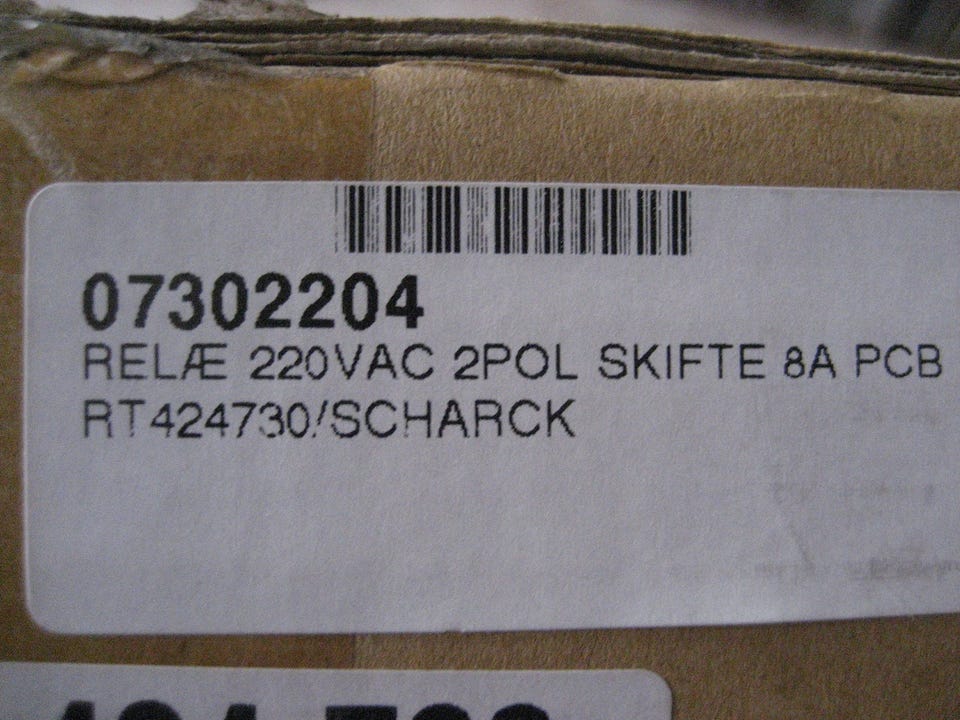 07302204
RELÆ 220VAC 2POL SKIFTE 8A PCB
RT424730/SCHARCK